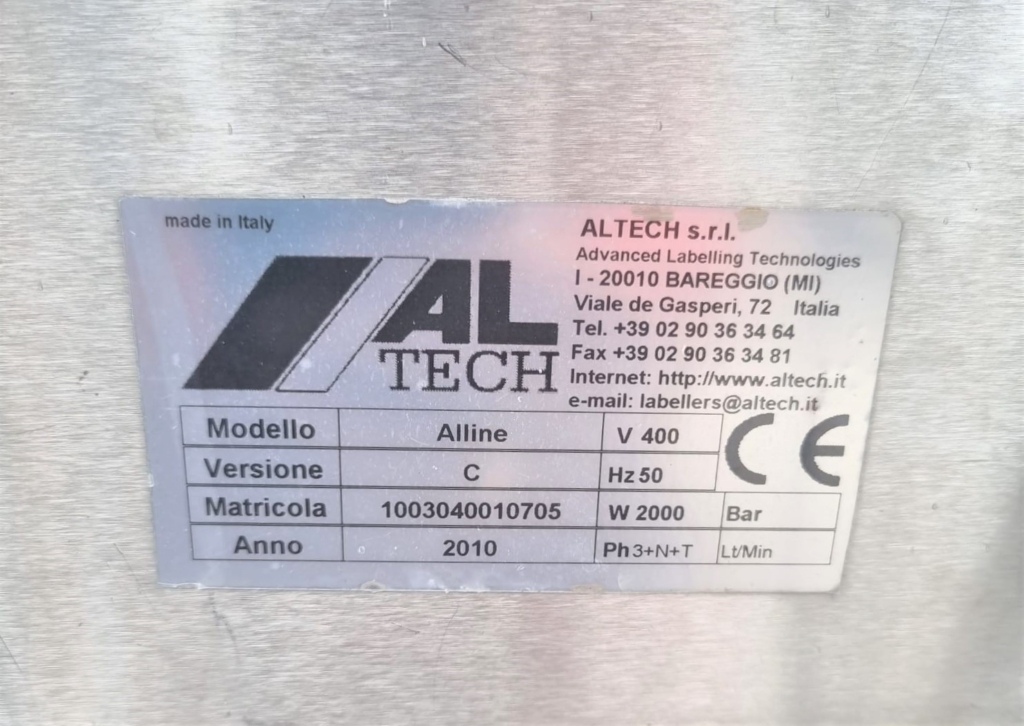 made in Italy
AL
TECH
ALTECH s.r.l.
Advanced Labelling Technologies
I - 20010 BAREGGIO (MI)
Viale de Gasperi, 72 Italia
Tel. +39 02 90 36 34 64
Fax +39 02 90 36 34 81
Internet: http://www.altech.it
e-mail: labellers@altech.it
Modello Alline V 400
Versione C Hz 50
CE
Matricola 1003040010705 W 2000 Bar
Anno 2010 Ph 3+N+T Lt/Min